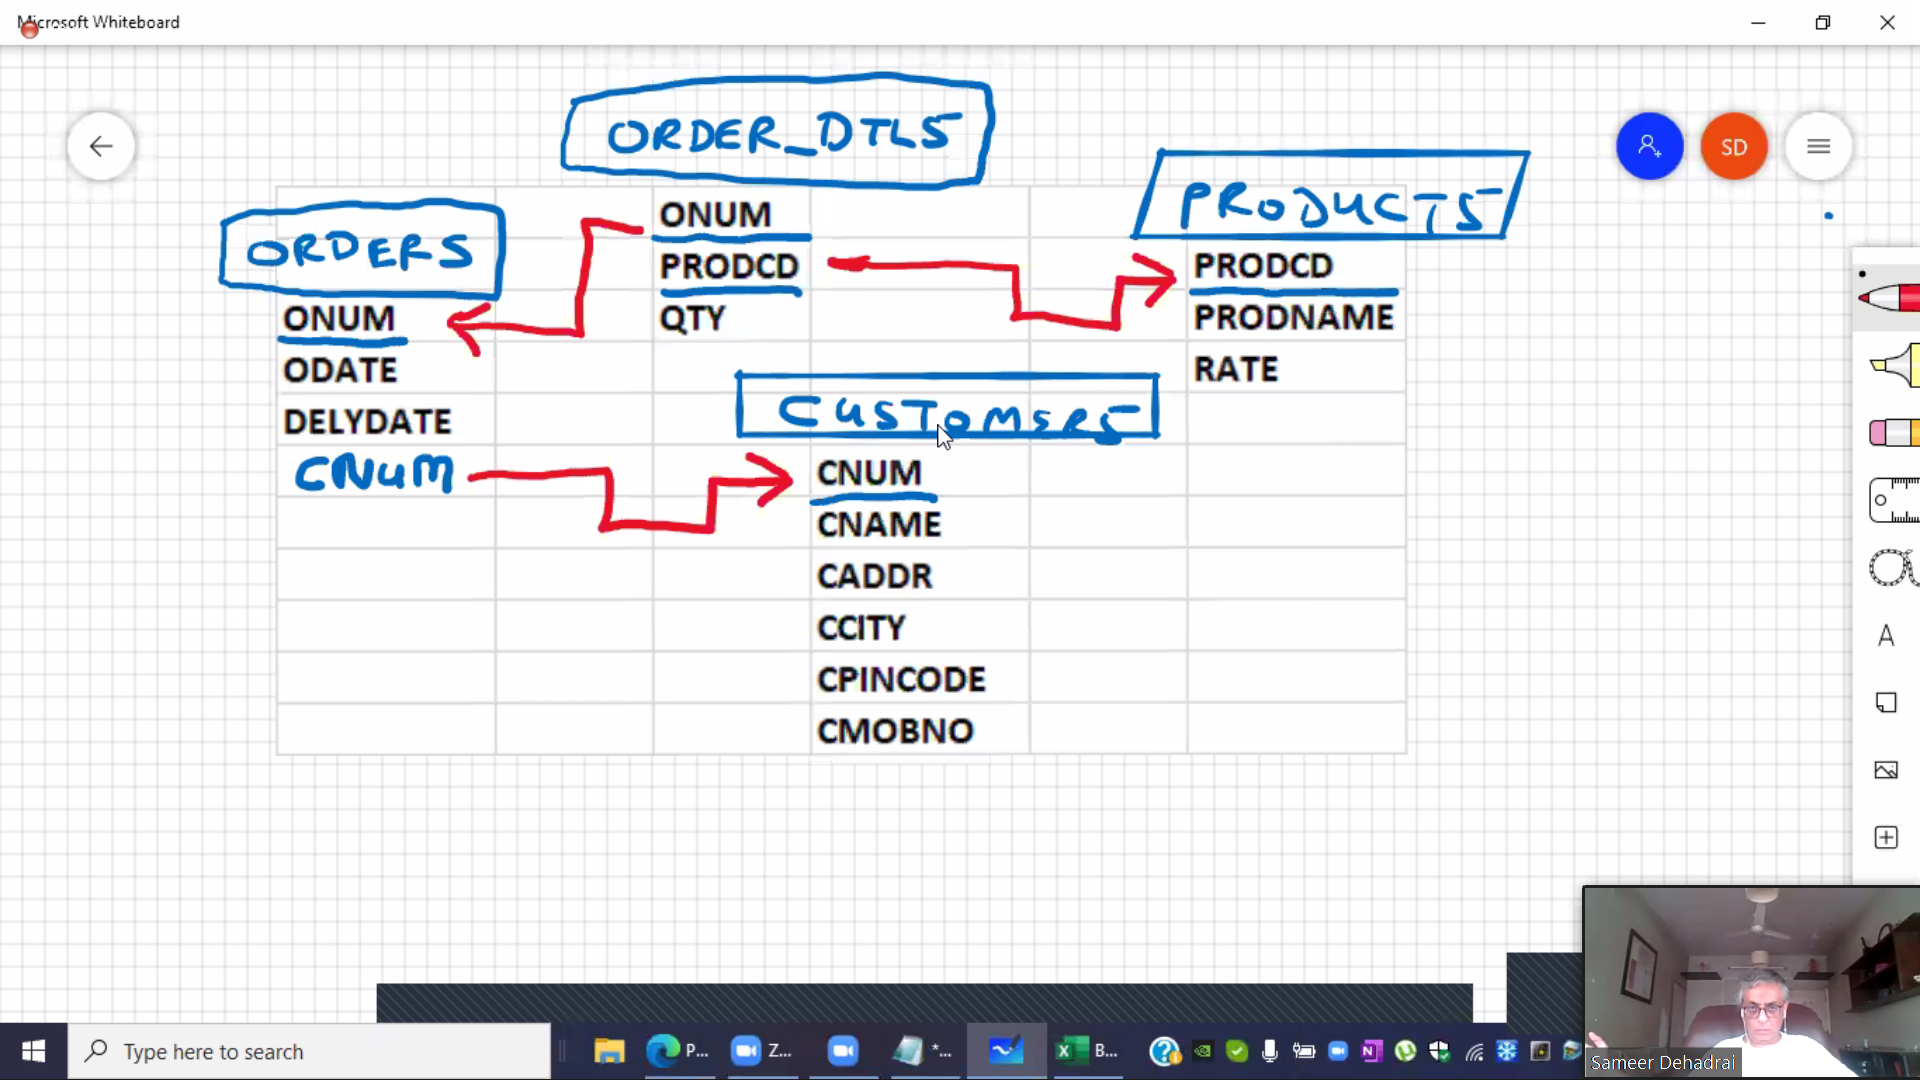 Microsoft Whiteboard
ORDER_DTLS
PRODUCTS
SD
ORDERS
ONUM
PRODCD
QTY
PRODCD
PRODNAME
RATE
ONUM
ODATE
DELYDATE
CNUM
CUSTOMERS
CNUM
CNAME
CADDR
CCITY
CPINCODE
CMOBNO
A
Type here to search
P...
Z...
*...
B...
Sameer Dehadrai